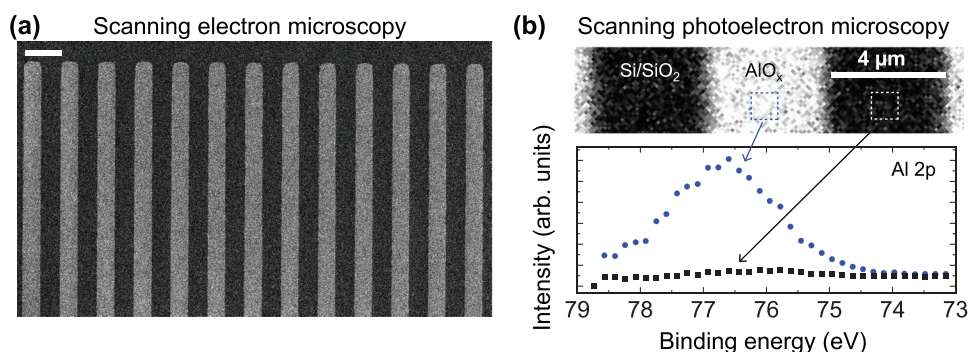 (a) Scanning electron microscopy
(b) Scanning photoelectron microscopy
Si/SiO₂
AlOₓ
4 µm
Al 2p
Intensity (arb. units)
79 78 77 76 75 74 73
Binding energy (eV)